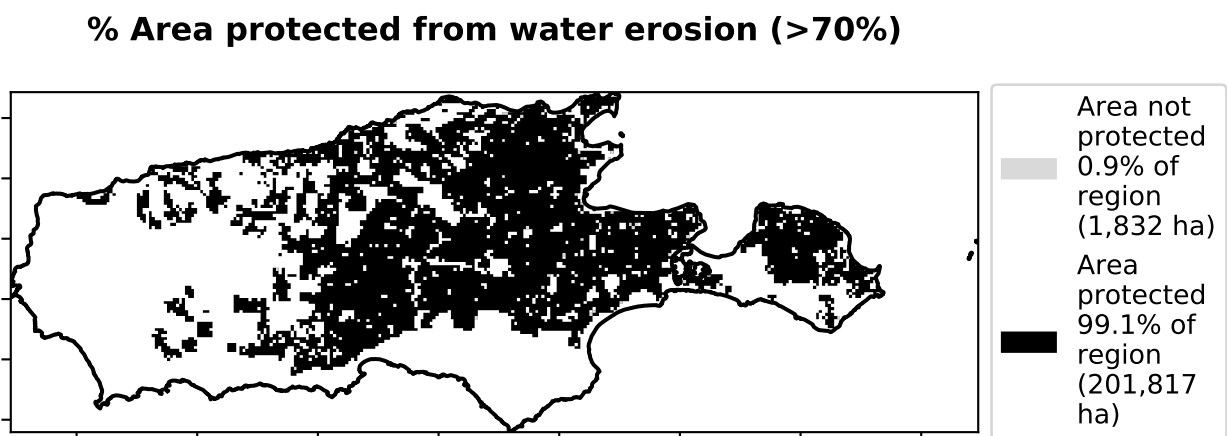 % Area protected from water erosion (>70%)
Area not
protected
0.9% of
region
(1,832 ha)
Area
protected
99.1% of
region
(201,817
ha)